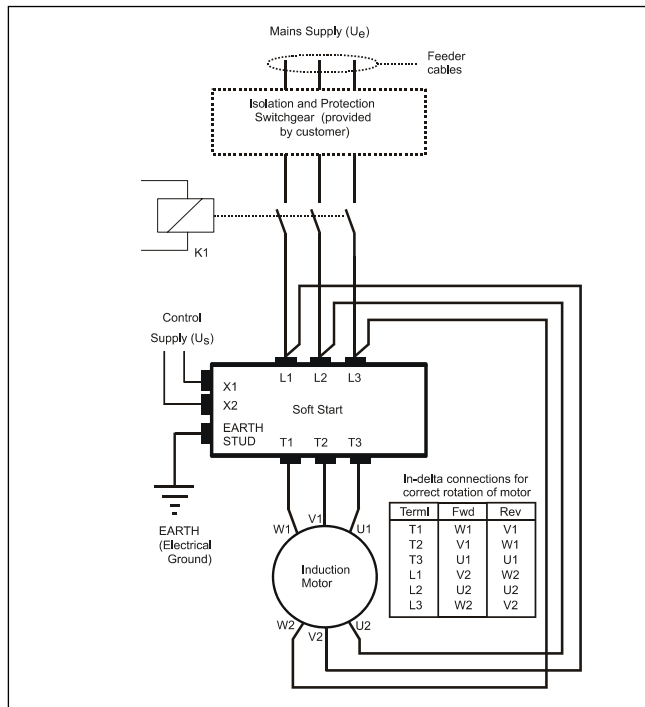 Mains Supply (Ue)
Feeder
cables
Isolation and Protection
Switchgear (provided
by customer)
K1
Control
Supply (Us)
L1 L2 L3
X1
X2
Soft Start
EARTH
STUD
T1 T2 T3
EARTH
(Electrical
Ground)
W1 V1 U1
Induction
Motor
W2 V2 U2
In-delta connections for
correct rotation of motor
Terml Fwd Rev
T1 W1 V1
T2 V1 W1
T3 U1 U1
L1 V2 W2
L2 U2 U2
L3 W2 V2